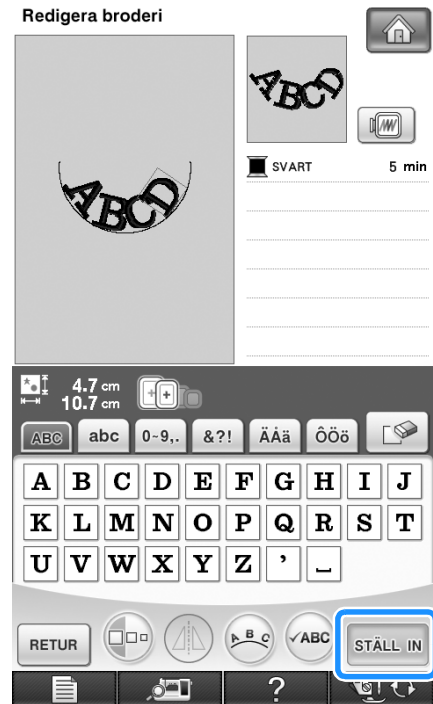 Redigera broderi
ABCD
ABCD
SVART 5 min
4.7 cm
10.7 cm
ABC abc 0~9,. &?! ÄÅä ÔÖö
A B C D E F G H I J
K L M N O P Q R S T
U V W X Y Z ’ ⌴
RETUR A B C ✓ABC STÄLL IN
?